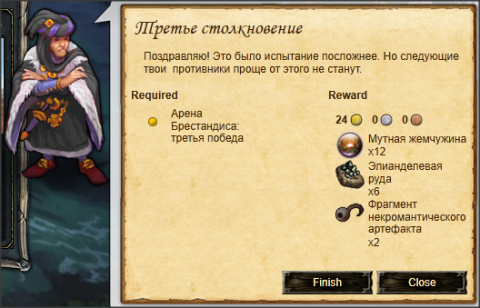 Третье столкновение
Поздравляю! Это было испытание посложнее. Но следующие
твои противники проще от этого не станут.
Required
Арена
Брестандиса:
третья победа
Reward
24 0 0
Мутная жемчужина
x12
Элианделевая
руда
x6
Фрагмент
некромантического
артефакта
x2
Finish Close